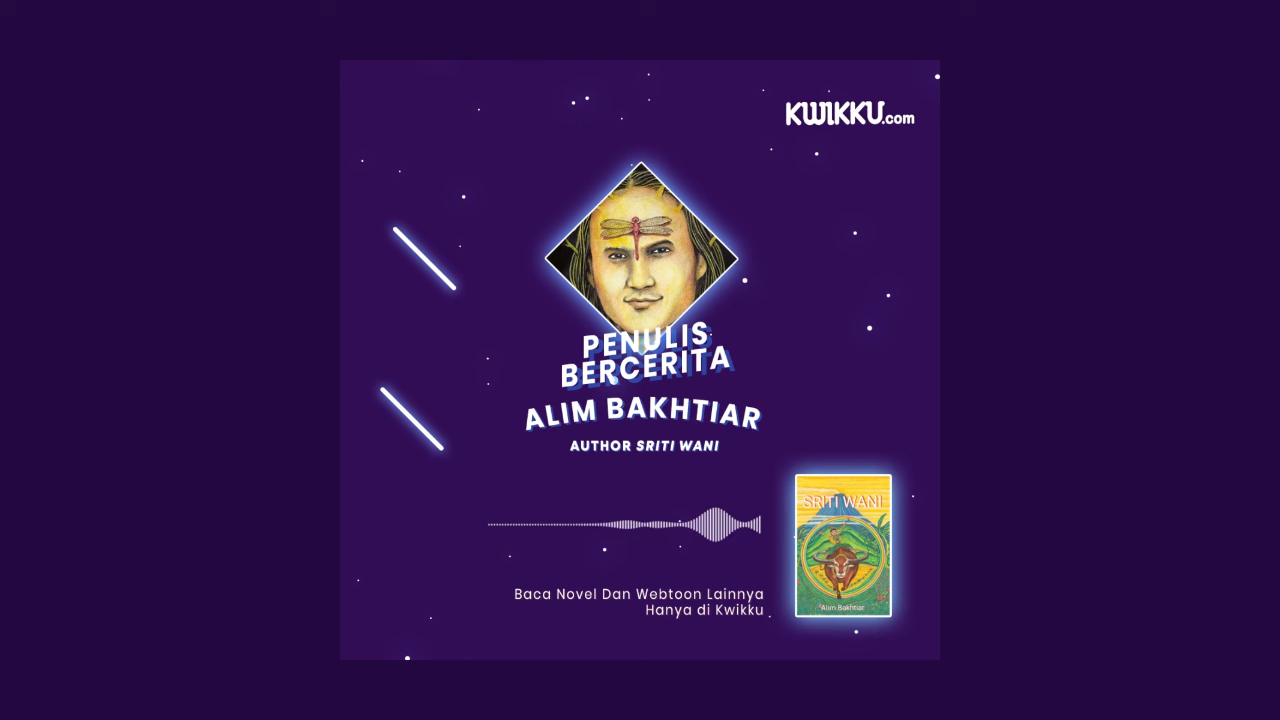 KWIKKU.com
PENULIS
BERCERITA
ALIM BAKHTIAR
AUTHOR SRITI WANI
SRITI WANI
Alim Bakhtiar
Baca Novel Dan Webtoon Lainnya
Hanya di Kwikku